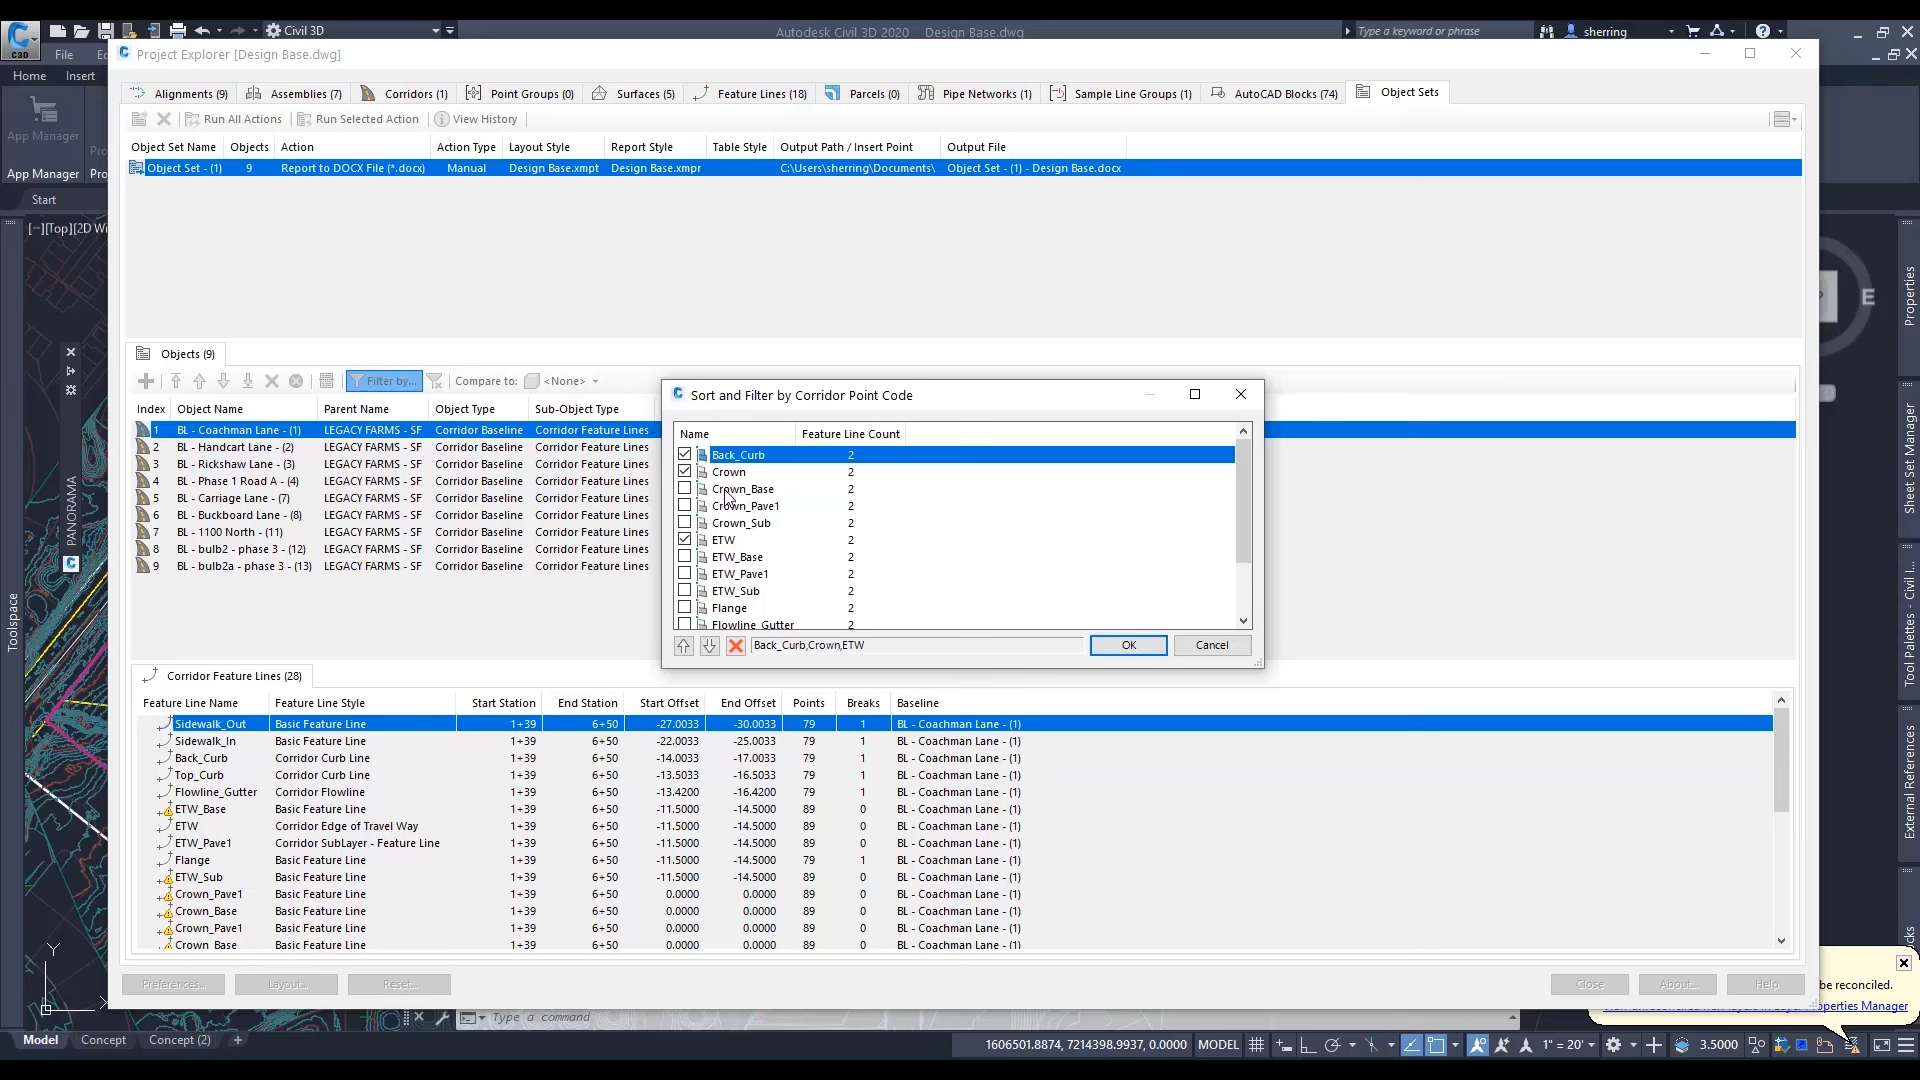 Civil 3D
Autodesk Civil 3D 2020 Design Base.dwg
Type a keyword or phrase
sherring
C3D
File
Project Explorer [Design Base.dwg]
Home Insert
Alignments (9) Assemblies (7) Corridors (1) Point Groups (0) Surfaces (5) Feature Lines (18) Parcels (0) Pipe Networks (1) Sample Line Groups (1) AutoCAD Blocks (74) Object Sets
Run All Actions Run Selected Action View History
App Manager
App Manager
Start
[−][Top][2D Wi
Object Set Name Objects Action Action Type Layout Style Report Style Table Style Output Path / Insert Point Output File
Object Set - (1) 9 Report to DOCX File (*.docx) Manual Design Base.xmpt Design Base.xmpr C:\Users\sherring\Documents\ Object Set - (1) - Design Base.docx
Objects (9)
Filter by... Compare to: <None>
Index Object Name Parent Name Object Type Sub-Object Type
1 BL - Coachman Lane - (1) LEGACY FARMS - SF Corridor Baseline Corridor Feature Lines
2 BL - Handcart Lane - (2) LEGACY FARMS - SF Corridor Baseline Corridor Feature Lines
3 BL - Rickshaw Lane - (3) LEGACY FARMS - SF Corridor Baseline Corridor Feature Lines
4 BL - Phase 1 Road A - (4) LEGACY FARMS - SF Corridor Baseline Corridor Feature Lines
5 BL - Carriage Lane - (7) LEGACY FARMS - SF Corridor Baseline Corridor Feature Lines
6 BL - Buckboard Lane - (8) LEGACY FARMS - SF Corridor Baseline Corridor Feature Lines
7 BL - 1100 North - (11) LEGACY FARMS - SF Corridor Baseline Corridor Feature Lines
8 BL - bulb2 - phase 3 - (12) LEGACY FARMS - SF Corridor Baseline Corridor Feature Lines
9 BL - bulb2a - phase 3 - (13) LEGACY FARMS - SF Corridor Baseline Corridor Feature Lines
Sort and Filter by Corridor Point Code
Name Feature Line Count
Back_Curb 2
Crown 2
Crown_Base 2
Crown_Pave1 2
Crown_Sub 2
ETW 2
ETW_Base 2
ETW_Pave1 2
ETW_Sub 2
Flange 2
Flowline_Gutter 2
Back_Curb,Crown,ETW OK Cancel
Corridor Feature Lines (28)
Feature Line Name Feature Line Style Start Station End Station Start Offset End Offset Points Breaks Baseline
Sidewalk_Out Basic Feature Line 1+39 6+50 -27.0033 -30.0033 79 1 BL - Coachman Lane - (1)
Sidewalk_In Basic Feature Line 1+39 6+50 -22.0033 -25.0033 79 1 BL - Coachman Lane - (1)
Back_Curb Corridor Curb Line 1+39 6+50 -14.0033 -17.0033 79 1 BL - Coachman Lane - (1)
Top_Curb Corridor Curb Line 1+39 6+50 -13.5033 -16.5033 79 1 BL - Coachman Lane - (1)
Flowline_Gutter Corridor Flowline 1+39 6+50 -13.4200 -16.4200 79 1 BL - Coachman Lane - (1)
ETW_Base Basic Feature Line 1+39 6+50 -11.5000 -14.5000 89 0 BL - Coachman Lane - (1)
ETW Corridor Edge of Travel Way 1+39 6+50 -11.5000 -14.5000 89 0 BL - Coachman Lane - (1)
ETW_Pave1 Corridor SubLayer - Feature Line 1+39 6+50 -11.5000 -14.5000 89 0 BL - Coachman Lane - (1)
Flange Basic Feature Line 1+39 6+50 -11.5000 -14.5000 79 1 BL - Coachman Lane - (1)
ETW_Sub Basic Feature Line 1+39 6+50 -11.5000 -14.5000 89 0 BL - Coachman Lane - (1)
Crown_Pave1 Basic Feature Line 1+39 6+50 0.0000 0.0000 89 0 BL - Coachman Lane - (1)
Crown_Base Basic Feature Line 1+39 6+50 0.0000 0.0000 89 0 BL - Coachman Lane - (1)
Crown_Pave1 Basic Feature Line 1+39 6+50 0.0000 0.0000 89 0 BL - Coachman Lane - (1)
Crown_Base Basic Feature Line 1+39 6+50 0.0000 0.0000 89 0 BL - Coachman Lane - (1)
Preferences... Layout... Reset... Close About... Help
PANORAMA
Toolspace
E
Properties
Sheet Set Manager
Tool Palettes - Civil I...
External References
be reconciled.
Properties Manager
Y
X
Type a command
Model Concept Concept (2) +
1606501.8874, 7214398.9937, 0.0000 MODEL 1" = 20' 3.5000